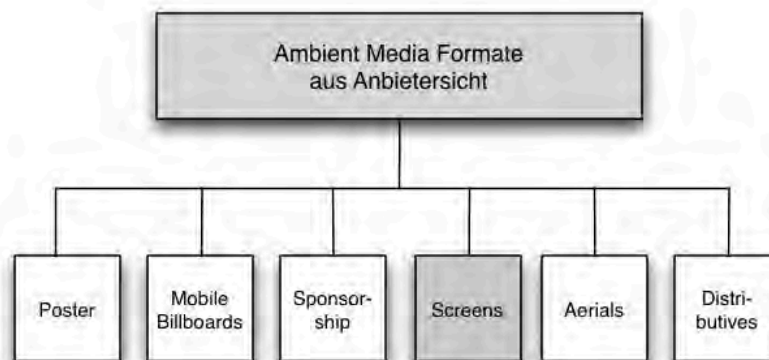 Ambient Media Formate
aus Anbietersicht
Poster
Mobile
Billboards
Sponsor-
ship
Screens
Aerials
Distri-
butives